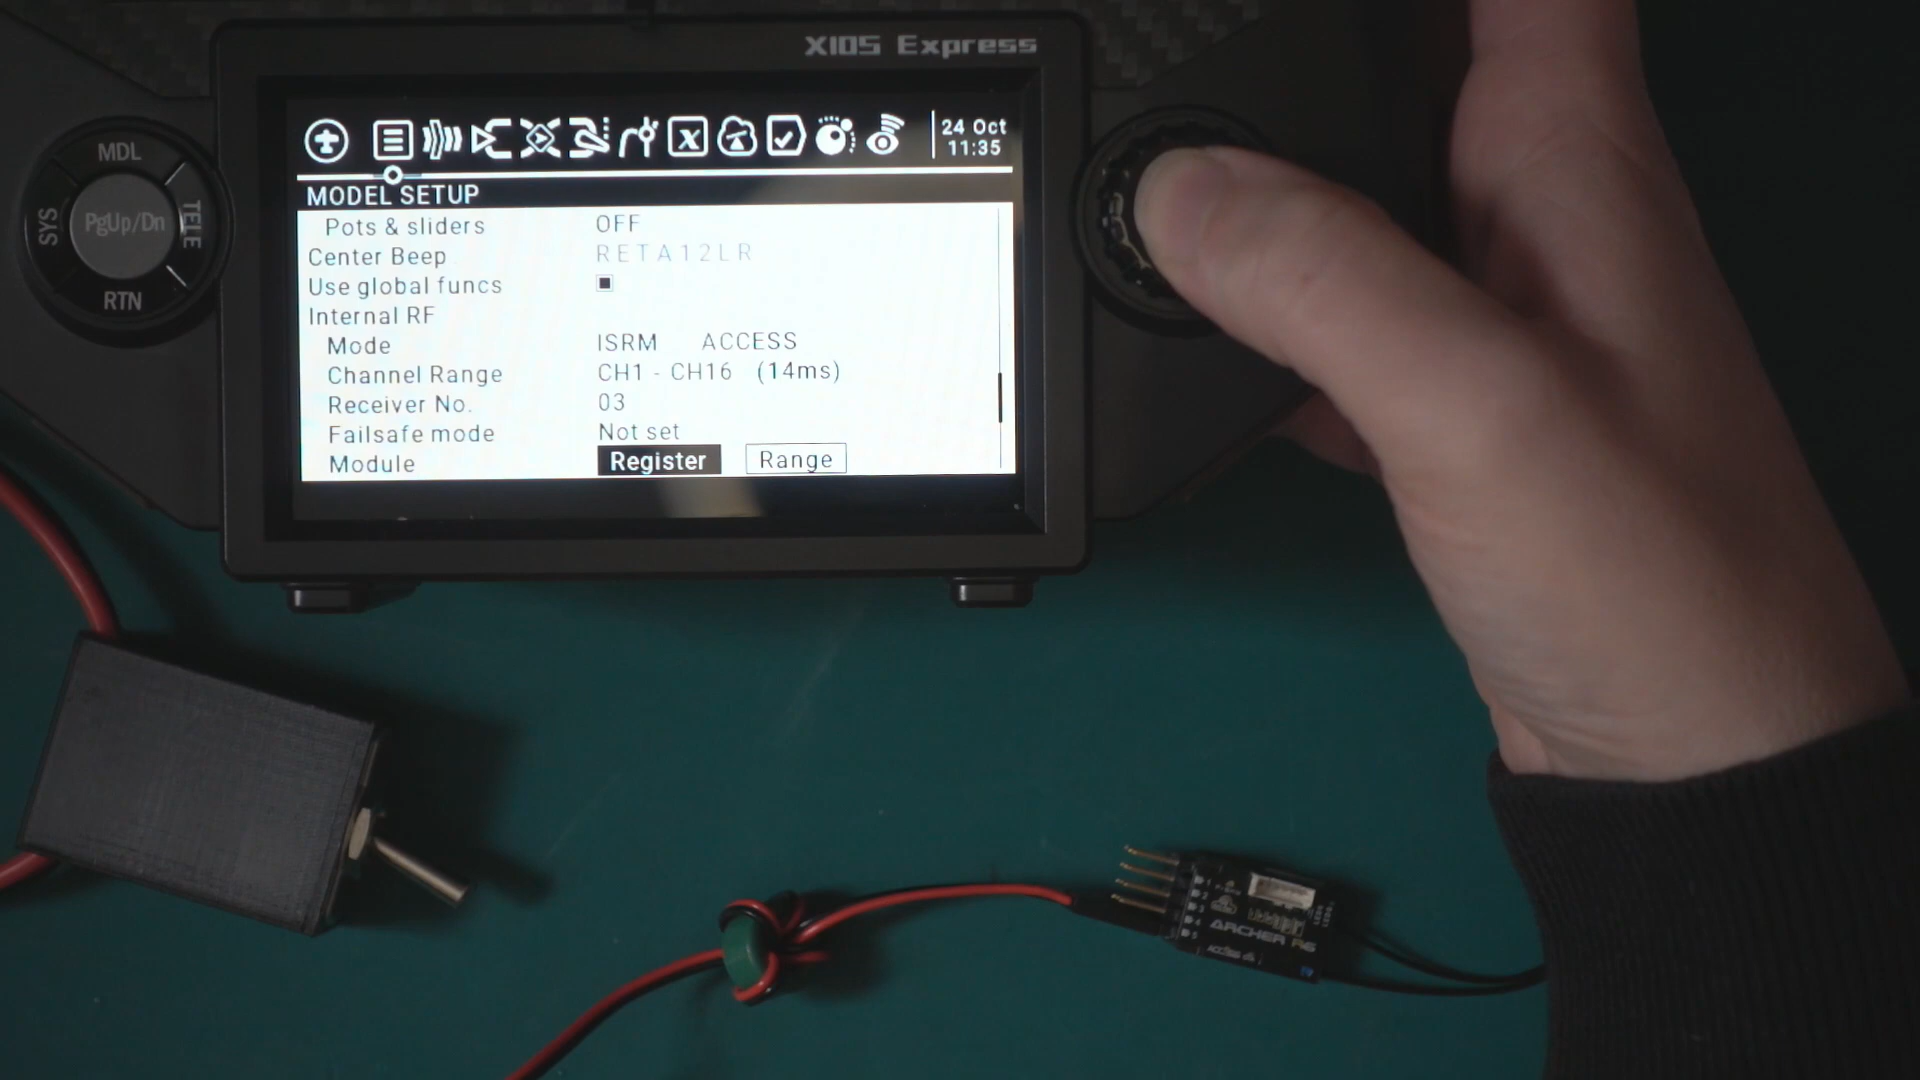 X10S Express
MDL
SYS
PgUp/Dn
TELE
RTN
24 Oct
11:35
MODEL SETUP
Pots & sliders OFF
Center Beep RETA12LR
Use global funcs
Internal RF
Mode ISRM ACCESS
Channel Range CH1 - CH16 (14ms)
Receiver No. 03
Failsafe mode Not set
Module Register Range
ARCHER R6
ACCESS